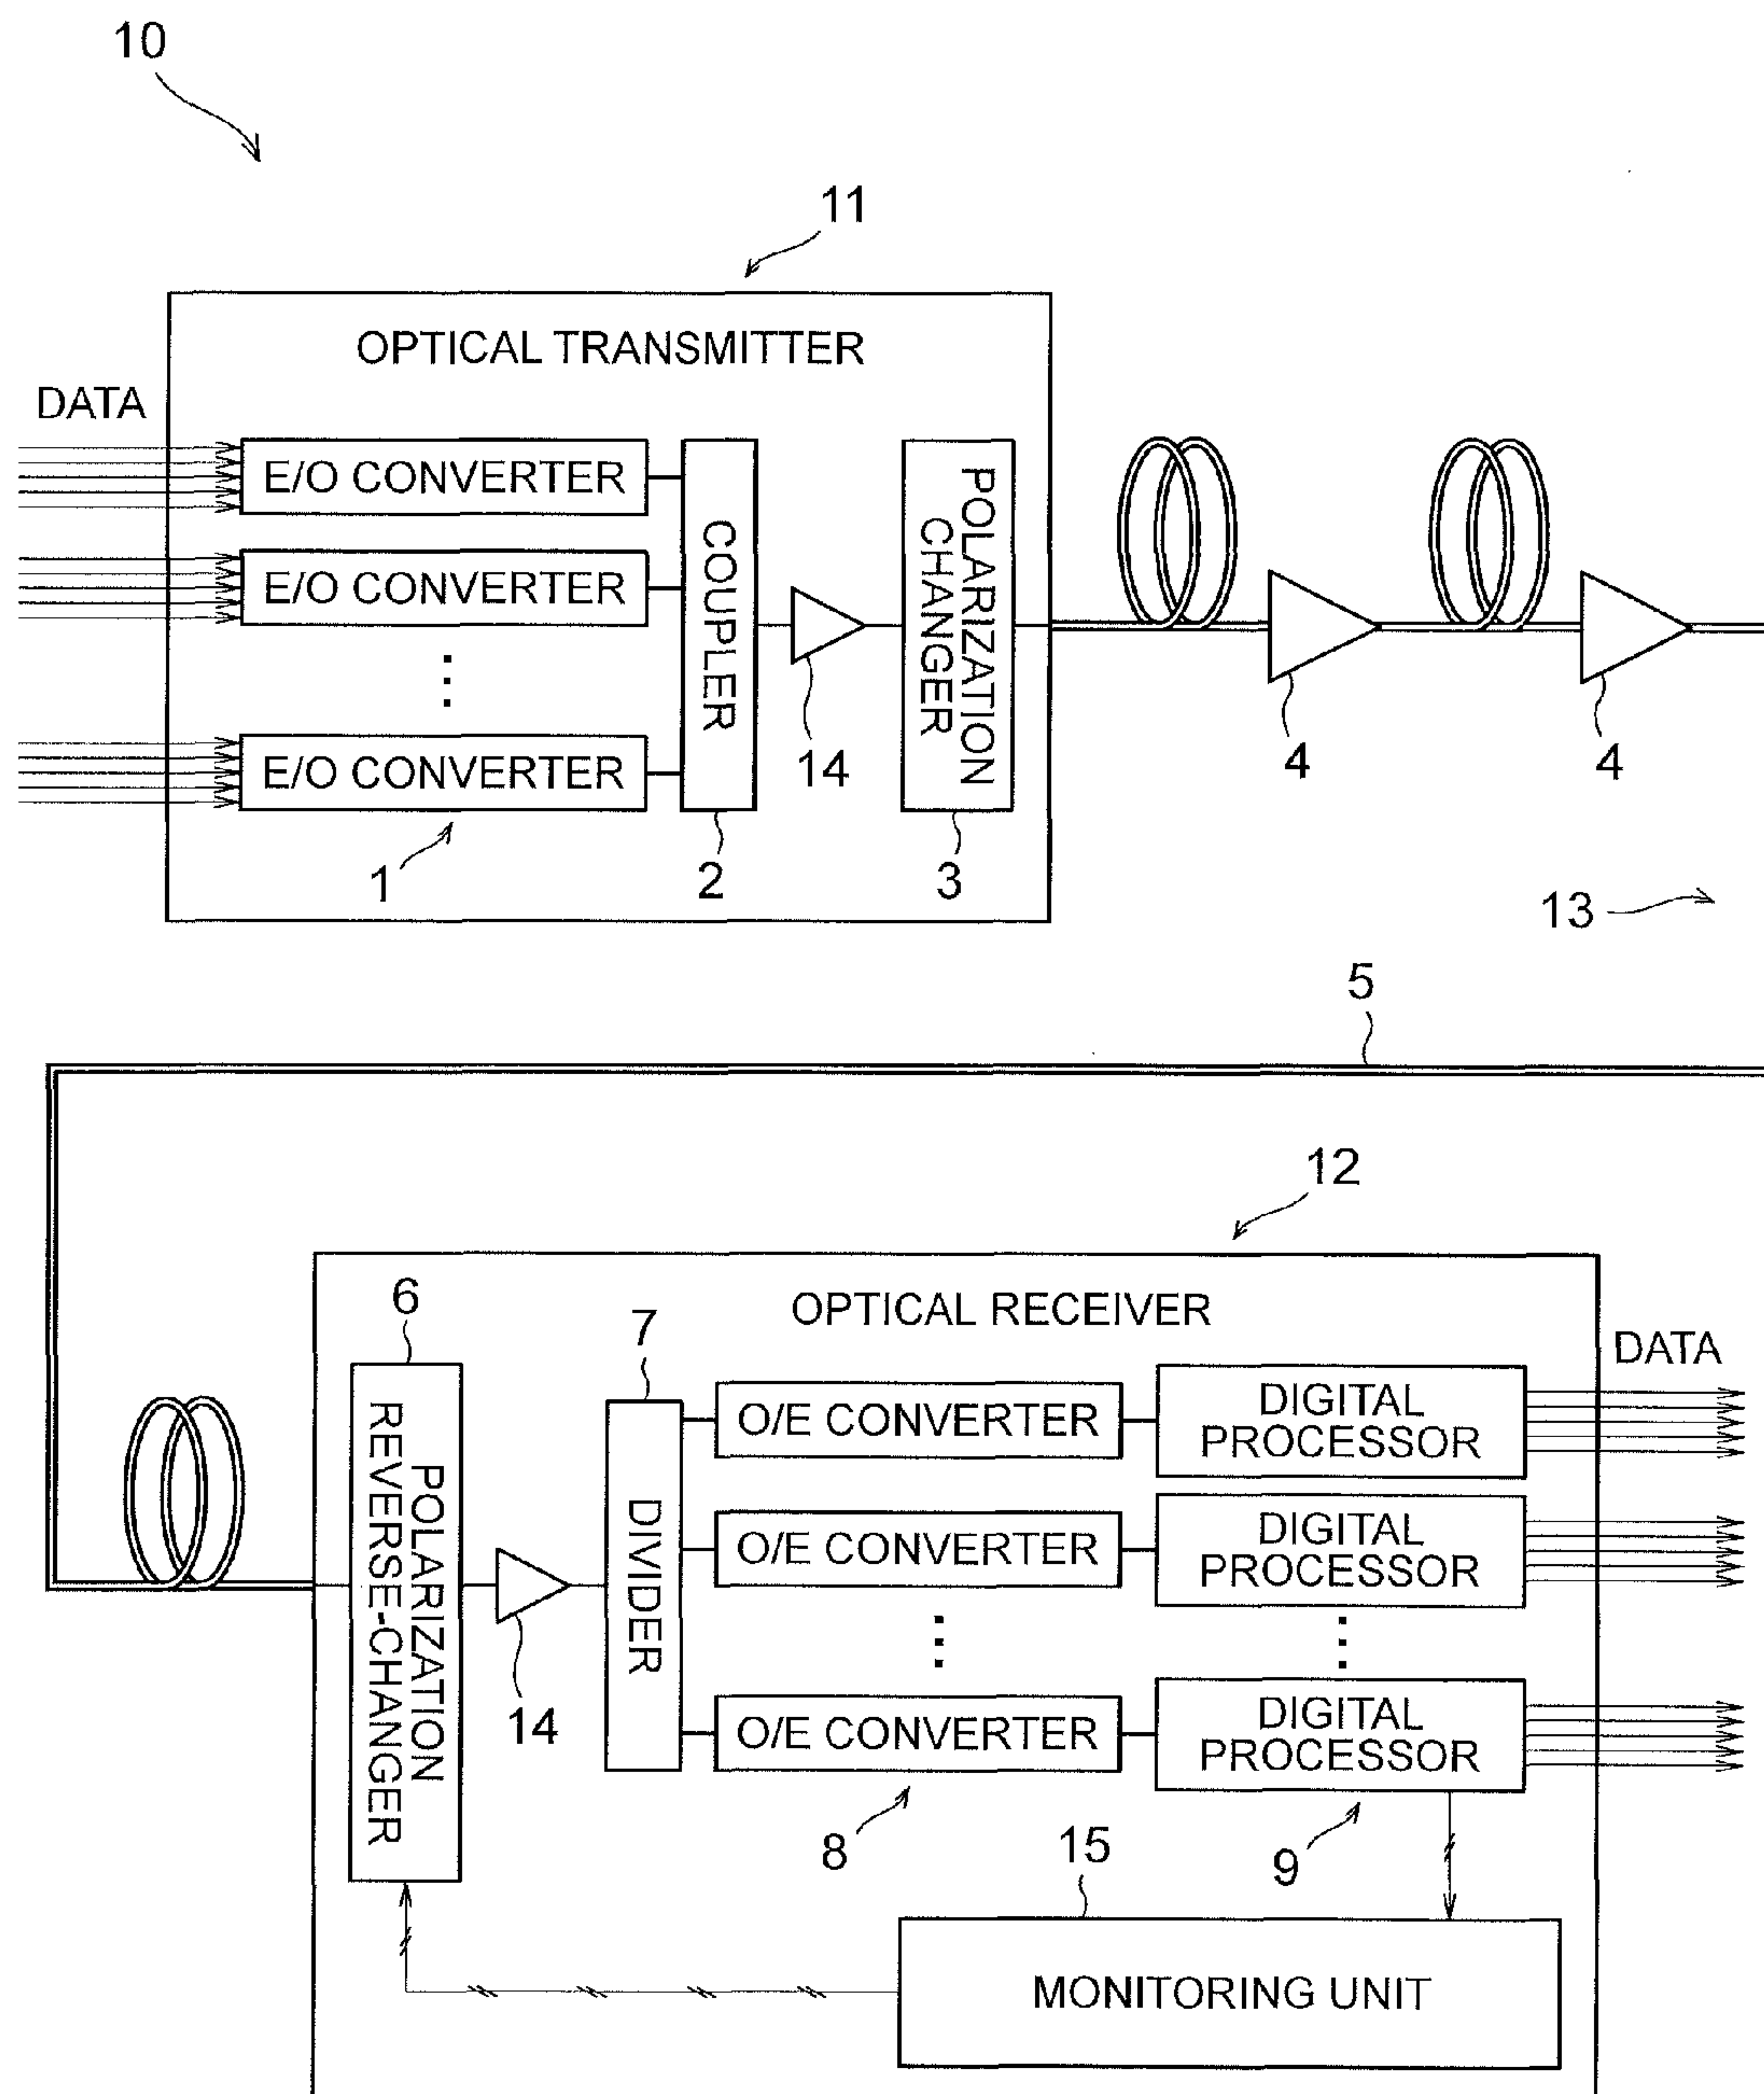 10
11
OPTICAL TRANSMITTER
DATA
E/O CONVERTER
E/O CONVERTER
E/O CONVERTER
COUPLER
POLARIZATION
CHANGER
14
4
4
1
2
3
13
5
12
6
7
OPTICAL RECEIVER
DATA
POLARIZATION
REVERSE-CHANGER
14
DIVIDER
O/E CONVERTER
O/E CONVERTER
O/E CONVERTER
DIGITAL
PROCESSOR
DIGITAL
PROCESSOR
DIGITAL
PROCESSOR
8
9
15
MONITORING UNIT